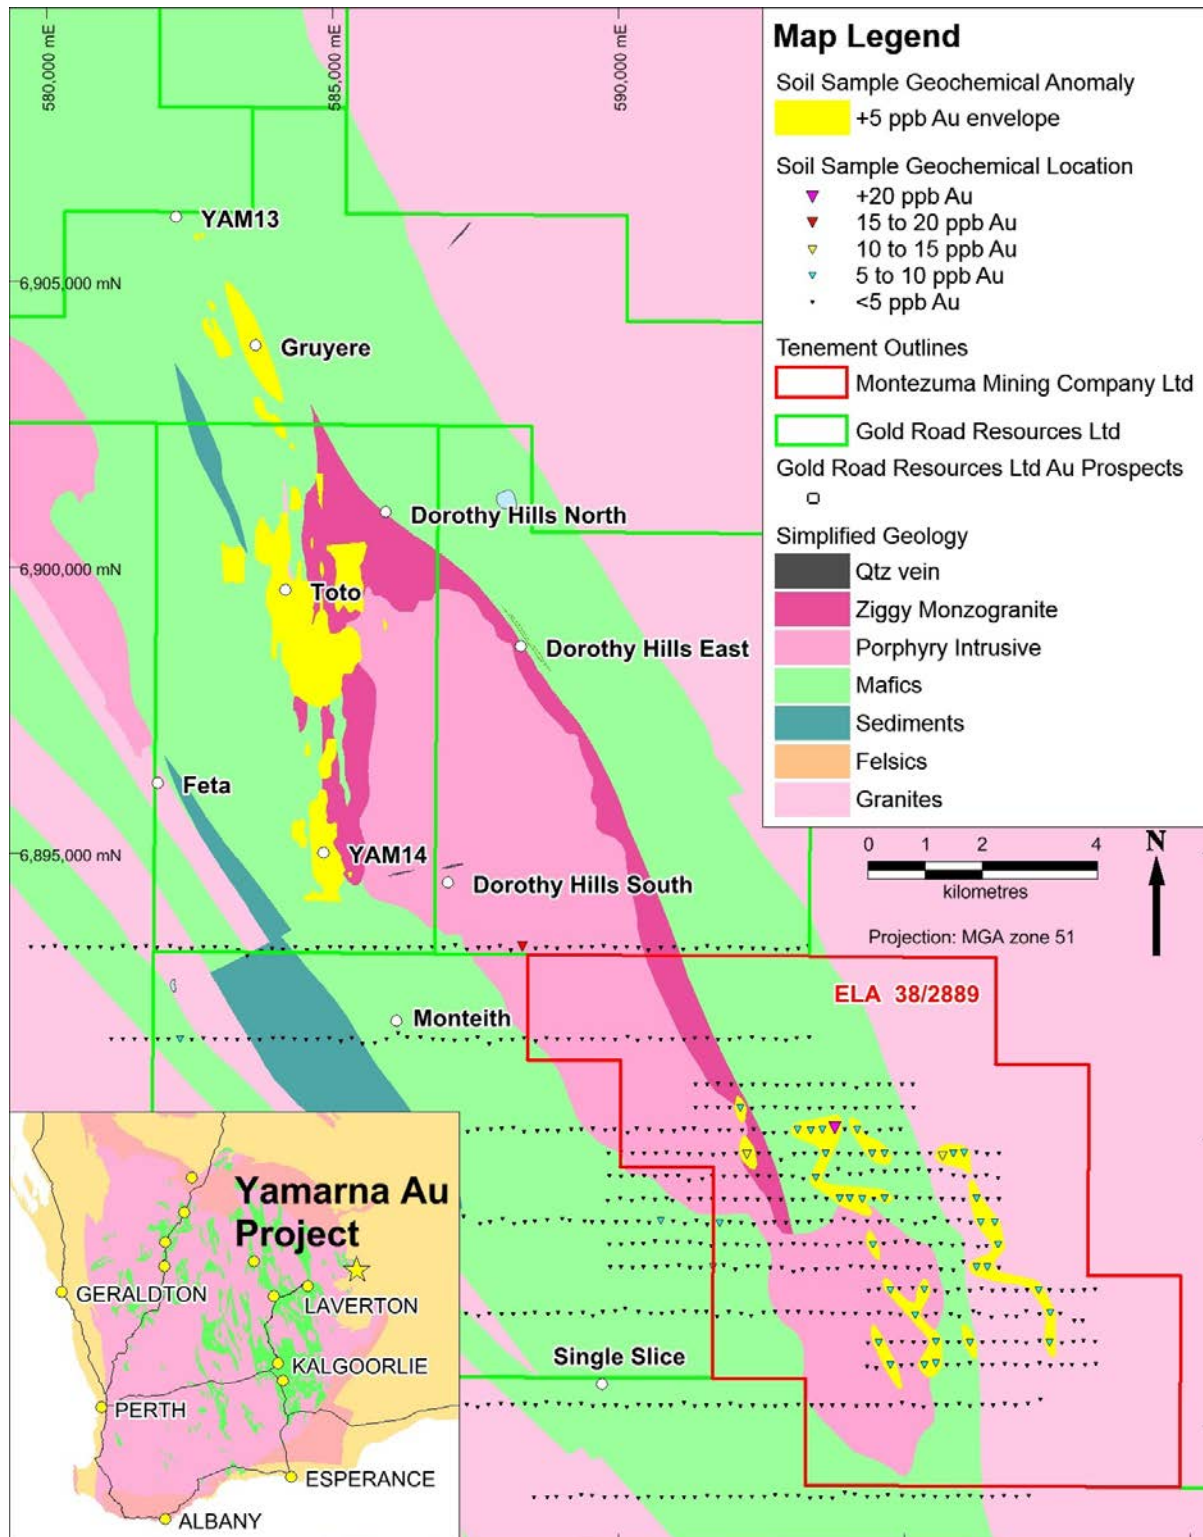 580,000 mE
585,000 mE
590,000 mE
Map Legend
Soil Sample Geochemical Anomaly
+5 ppb Au envelope
Soil Sample Geochemical Location
+20 ppb Au
15 to 20 ppb Au
10 to 15 ppb Au
5 to 10 ppb Au
<5 ppb Au
Tenement Outlines
Montezuma Mining Company Ltd
Gold Road Resources Ltd
Gold Road Resources Ltd Au Prospects
Simplified Geology
Qtz vein
Ziggy Monzogranite
Porphyry Intrusive
Mafics
Sediments
Felsics
Granites
YAM13
6,905,000 mN
Gruyere
Dorothy Hills North
6,900,000 mN
Toto
Dorothy Hills East
Feta
6,895,000 mN
YAM14
Dorothy Hills South
0 2 4
kilometres
N
Projection: MGA zone 51
ELA 38/2889
Monteith
Single Slice
Yamarna Au
Project
GERALDTON
LAVERTON
KALGOORLIE
PERTH
ESPERANCE
ALBANY